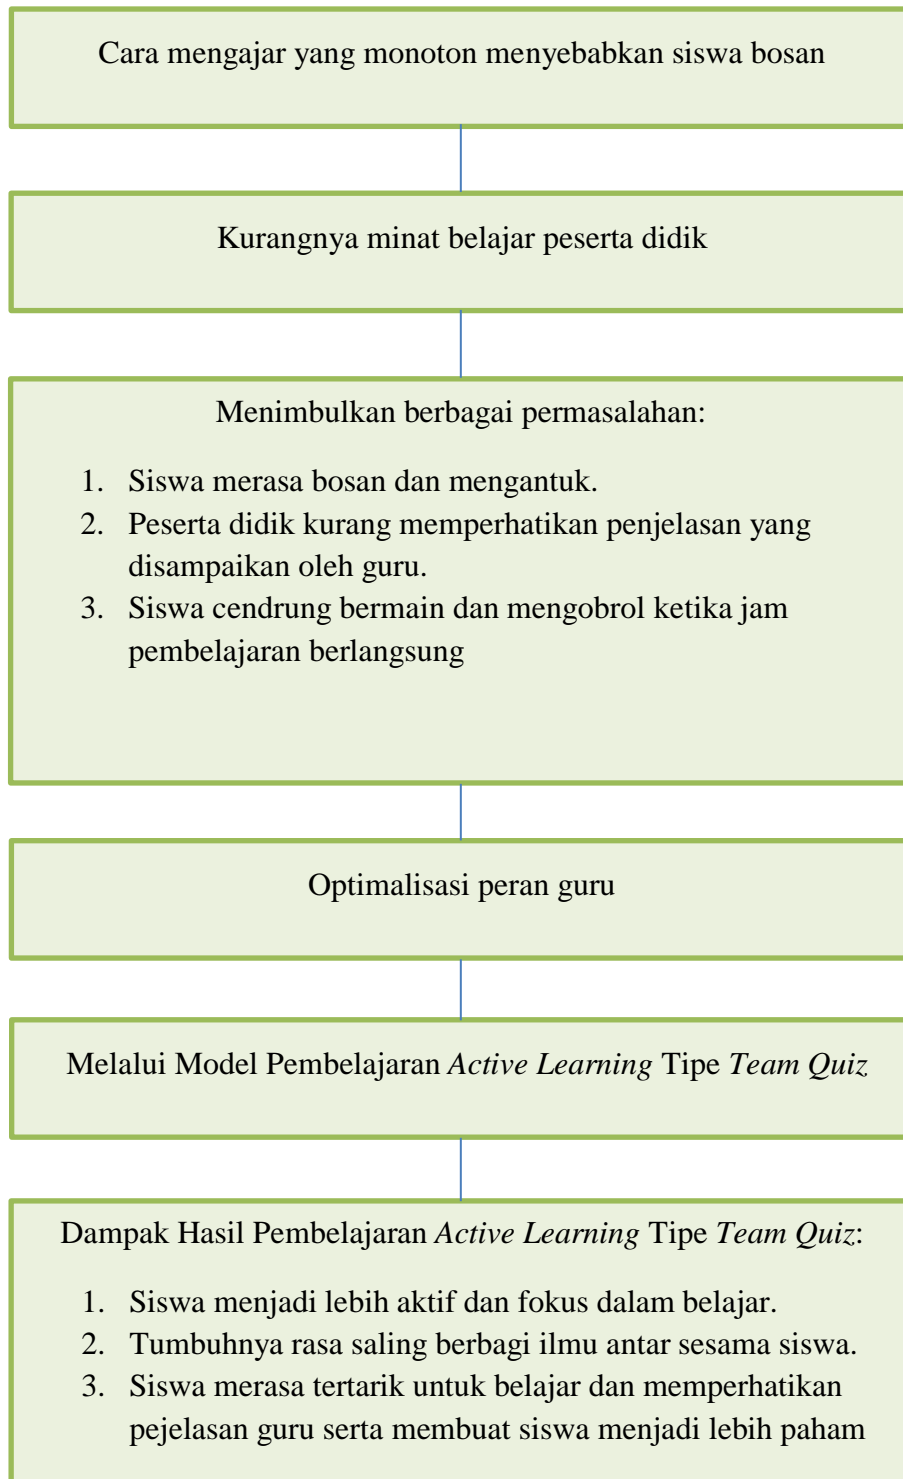 Cara mengajar yang monoton menyebabkan siswa bosan
Kurangnya minat belajar peserta didik
Menimbulkan berbagai permasalahan:
1. Siswa merasa bosan dan mengantuk.
2. Peserta didik kurang memperhatikan penjelasan yang
disampaikan oleh guru.
3. Siswa cendrung bermain dan mengobrol ketika jam
pembelajaran berlangsung
Optimalisasi peran guru
Melalui Model Pembelajaran Active Learning Tipe Team Quiz
Dampak Hasil Pembelajaran Active Learning Tipe Team Quiz:
1. Siswa menjadi lebih aktif dan fokus dalam belajar.
2. Tumbuhnya rasa saling berbagi ilmu antar sesama siswa.
3. Siswa merasa tertarik untuk belajar dan memperhatikan
pejelasan guru serta membuat siswa menjadi lebih paham